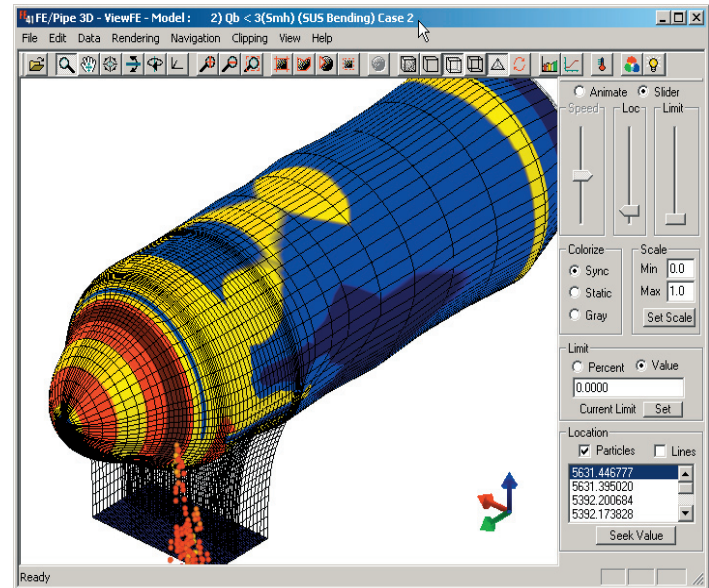 H41 FE/Pipe 3D - ViewFE - Model : 2) Qb < 3(Smh) (SUS Bending) Case 2
File Edit Data Rendering Navigation Clipping View Help
Animate Slider
Speed Loc Limit
Colorize
Sync
Static
Gray
Scale
Min 0.0
Max 1.0
Set Scale
Limit
Percent Value
0.0000
Current Limit Set
Location
Particles Lines
5631.446777
5631.395020
5392.200684
5392.173828
Seek Value
Ready